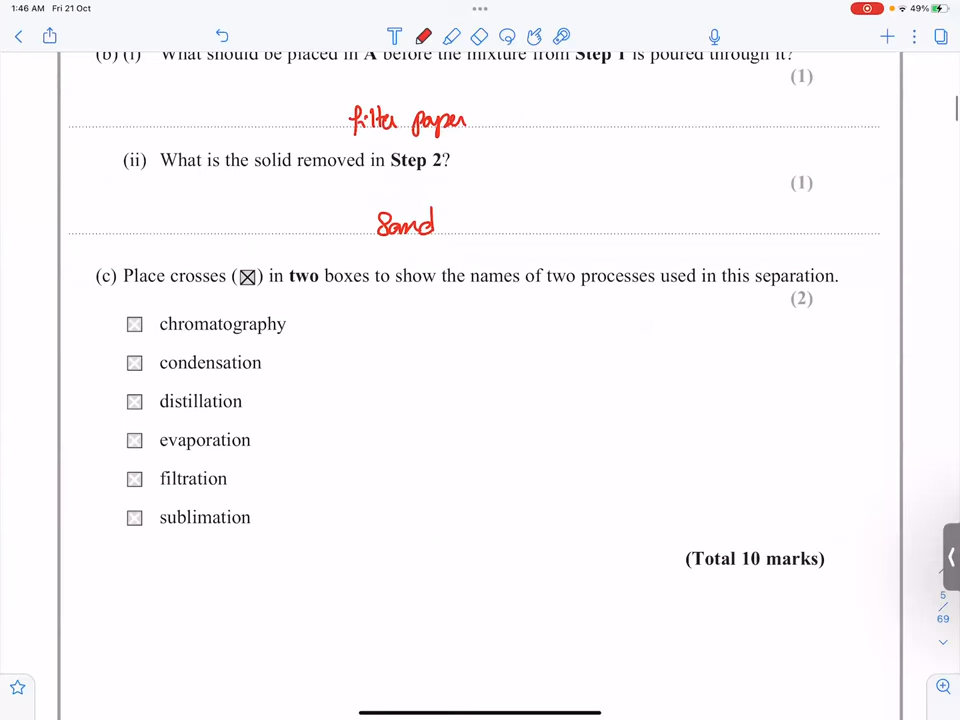 1:46 AM Fri 21 Oct 49%
(b) (i) What should be placed in A before the mixture from Step 1 is poured through it?
(1)
filter paper
(ii) What is the solid removed in Step 2?
(1)
Sand
(c) Place crosses (☒) in two boxes to show the names of two processes used in this separation.
(2)
chromatography
condensation
distillation
evaporation
filtration
sublimation
(Total 10 marks)
5
/
69